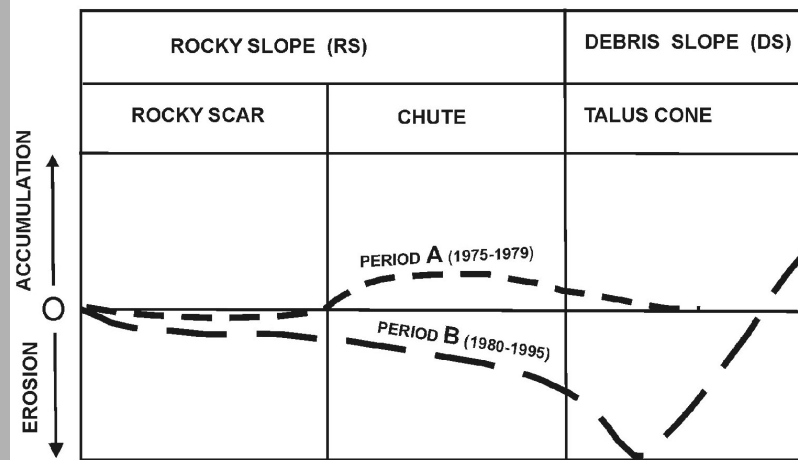 ROCKY SLOPE (RS)
DEBRIS SLOPE (DS)
ROCKY SCAR
CHUTE
TALUS CONE
ACCUMULATION
O
EROSION
PERIOD A (1975-1979)
PERIOD B (1980-1995)